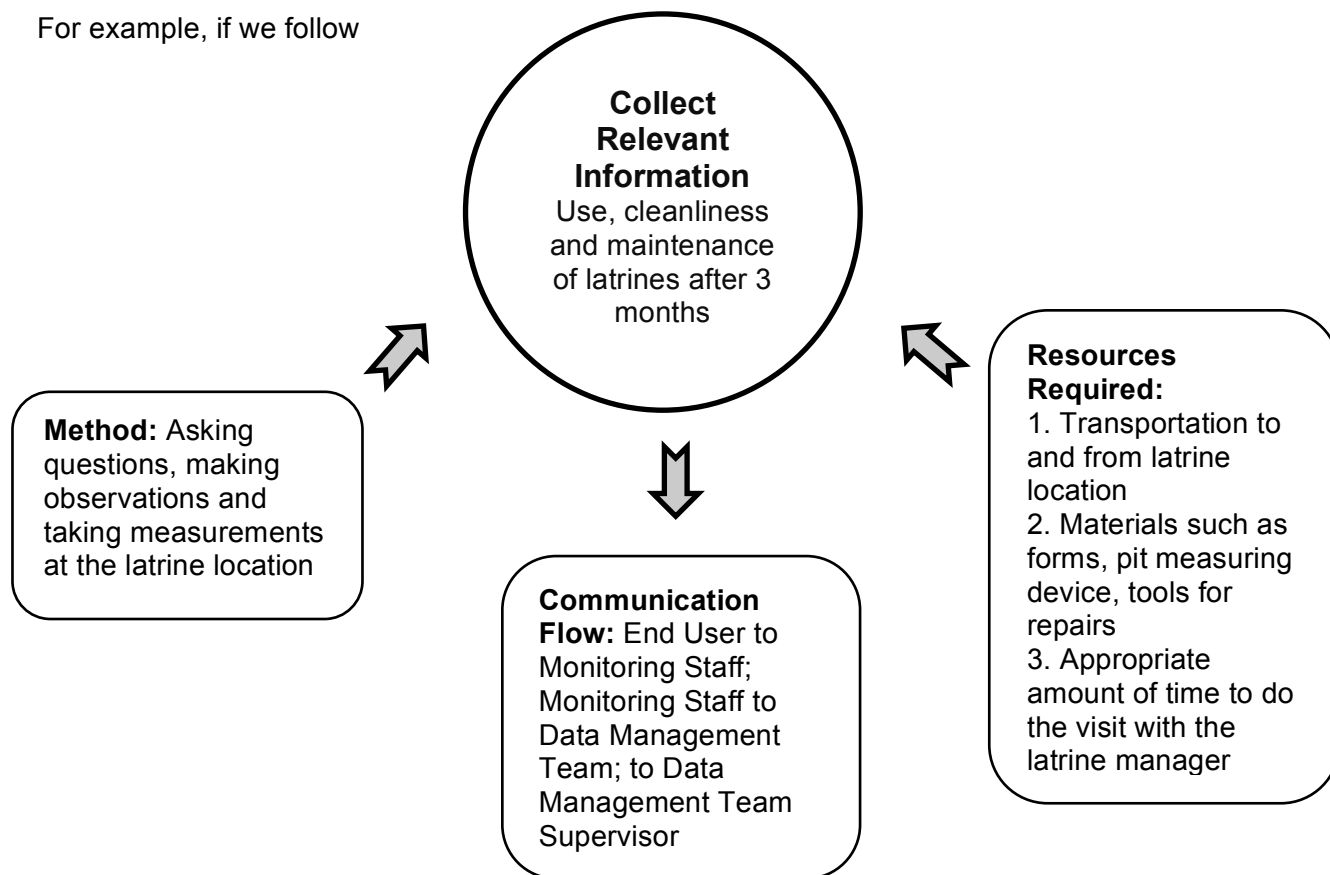 For example, if we follow
Collect
Relevant
Information
Use, cleanliness
and maintenance
of latrines after 3
months
Method: Asking
questions, making
observations and
taking measurements
at the latrine location
Communication
Flow: End User to
Monitoring Staff;
Monitoring Staff to
Data Management
Team; to Data
Management Team
Supervisor
Resources
Required:
1. Transportation to
and from latrine
location
2. Materials such as
forms, pit measuring
device, tools for
repairs
3. Appropriate
amount of time to do
the visit with the
latrine manager